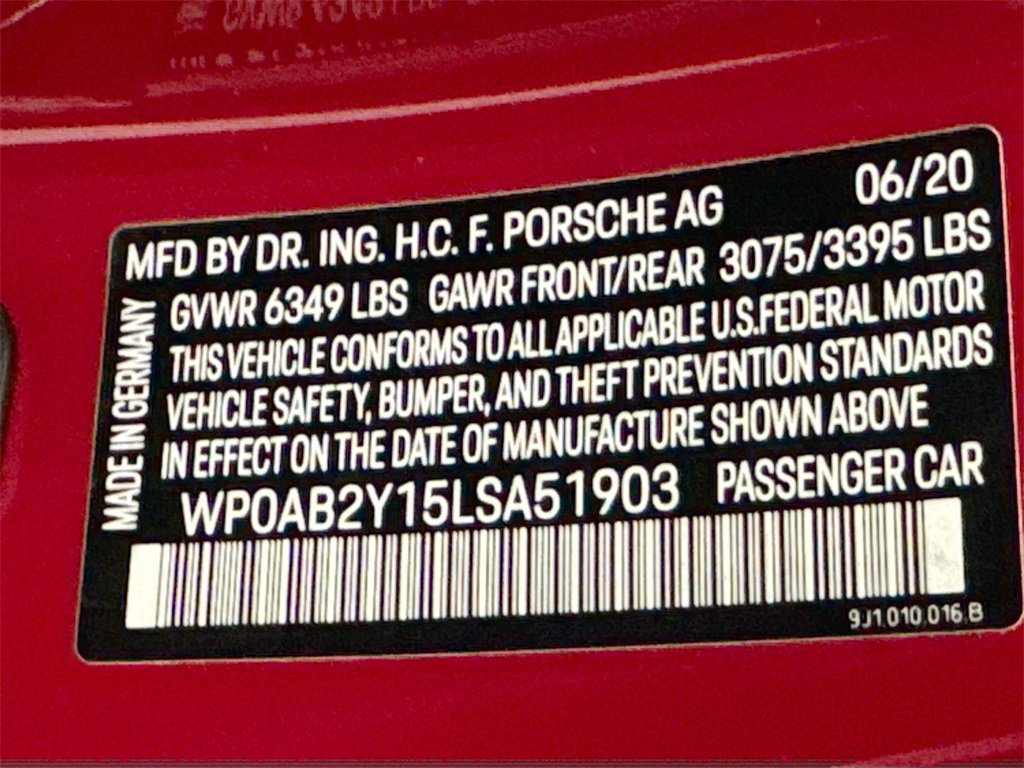 MFD BY DR. ING. H.C. F. PORSCHE AG 06/20
GVWR 6349 LBS GAWR FRONT/REAR 3075/3395 LBS
THIS VEHICLE CONFORMS TO ALL APPLICABLE U.S.FEDERAL MOTOR
VEHICLE SAFETY, BUMPER, AND THEFT PREVENTION STANDARDS
IN EFFECT ON THE DATE OF MANUFACTURE SHOWN ABOVE
WP0AB2Y15LSA51903 PASSENGER CAR
MADE IN GERMANY
9J1.010.016.B